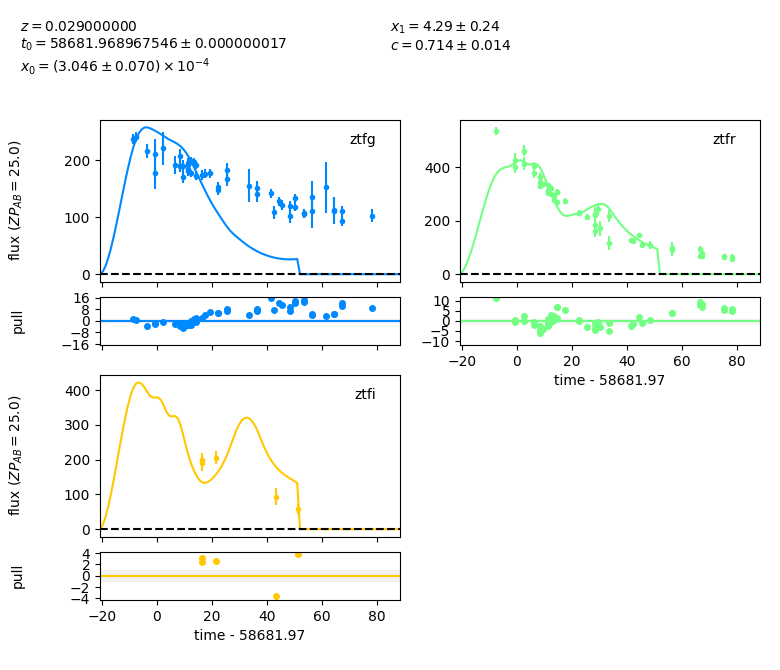 z = 0.029000000
t₀ = 58681.968967546 ± 0.000000017
x₀ = (3.046 ± 0.070) × 10⁻⁴
x₁ = 4.29 ± 0.24
c = 0.714 ± 0.014
ztfg
flux (ZP_AB = 25.0)
200
100
0
pull
16
8
0
−8
−16
ztfr
400
200
0
10
5
0
−5
−10
−20
0
20
40
60
80
time - 58681.97
ztfi
flux (ZP_AB = 25.0)
400
300
200
100
0
pull
4
2
0
−2
−4
−20
0
20
40
60
80
time - 58681.97